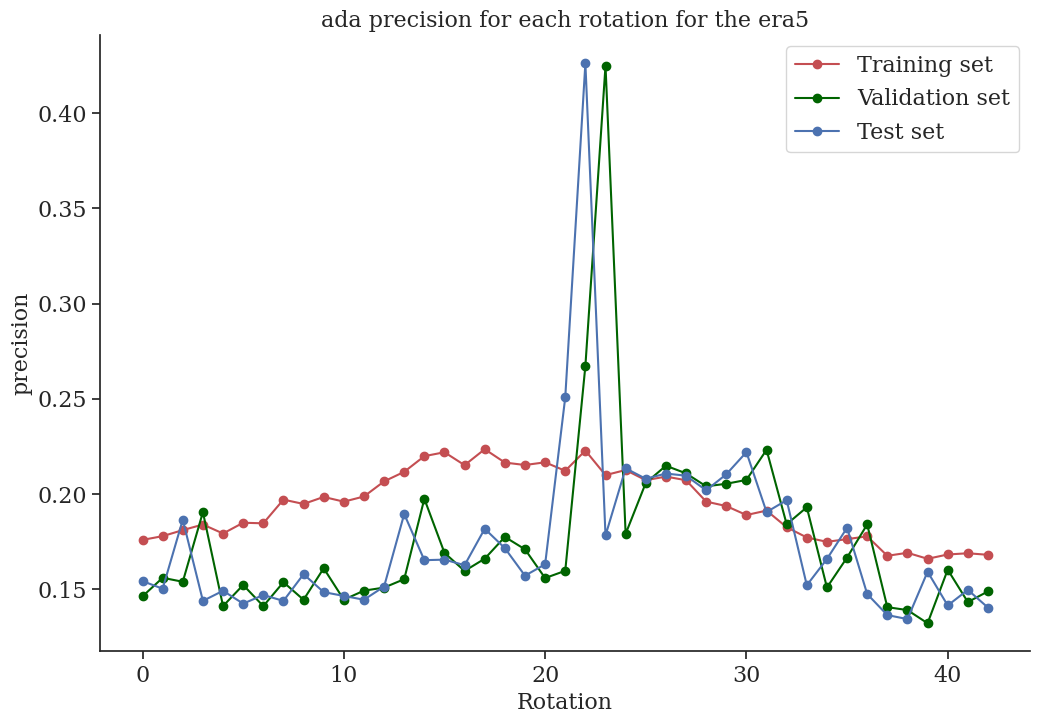 ada precision for each rotation for the era5
Training set
Validation set
Test set
0.40
0.35
0.30
0.25
0.20
0.15
precision
0 10 20 30 40
Rotation